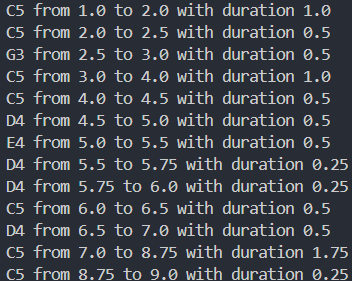 C5 from 1.0 to 2.0 with duration 1.0
C5 from 2.0 to 2.5 with duration 0.5
G3 from 2.5 to 3.0 with duration 0.5
C5 from 3.0 to 4.0 with duration 1.0
C5 from 4.0 to 4.5 with duration 0.5
D4 from 4.5 to 5.0 with duration 0.5
E4 from 5.0 to 5.5 with duration 0.5
D4 from 5.5 to 5.75 with duration 0.25
D4 from 5.75 to 6.0 with duration 0.25
C5 from 6.0 to 6.5 with duration 0.5
D4 from 6.5 to 7.0 with duration 0.5
C5 from 7.0 to 8.75 with duration 1.75
C5 from 8.75 to 9.0 with duration 0.25